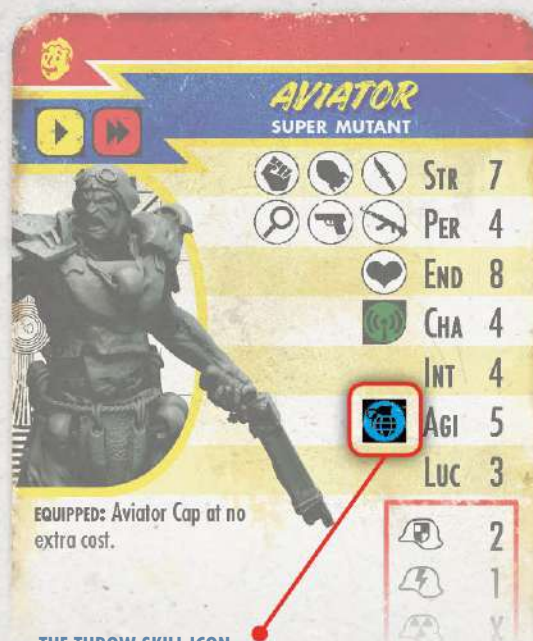 AVIATOR
SUPER MUTANT
STR 7
PER 4
END 8
CHA 4
INT 4
AGI 5
LUC 3
EQUIPPED: Aviator Cap at no
extra cost.
2
1
X
THE THROW SKILL ICON